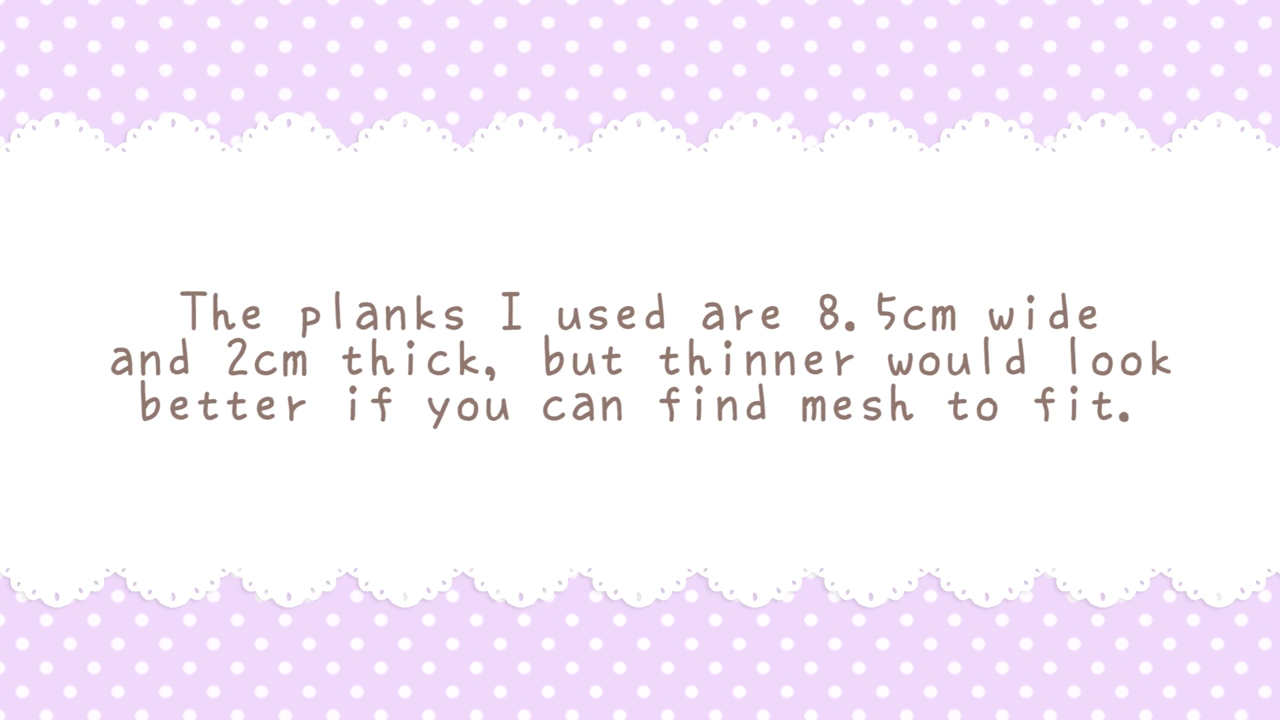 The planks I used are 8.5cm wide
and 2cm thick, but thinner would look
better if you can find mesh to fit.